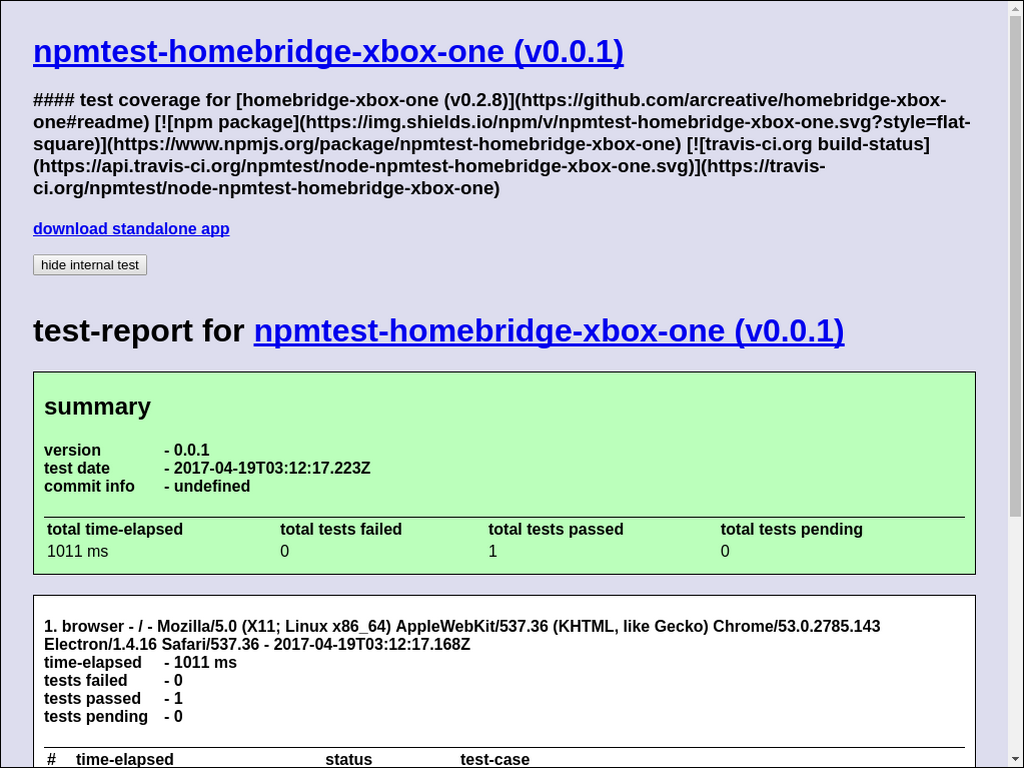 npmtest-homebridge-xbox-one (v0.0.1)
#### test coverage for [homebridge-xbox-one (v0.2.8)](https://github.com/arcreative/homebridge-xbox-
one#readme) [![npm package](https://img.shields.io/npm/v/npmtest-homebridge-xbox-one.svg?style=flat-
square)](https://www.npmjs.org/package/npmtest-homebridge-xbox-one) [![travis-ci.org build-status]
(https://api.travis-ci.org/npmtest/node-npmtest-homebridge-xbox-one.svg)](https://travis-
ci.org/npmtest/node-npmtest-homebridge-xbox-one)
download standalone app
hide internal test
test-report for npmtest-homebridge-xbox-one (v0.0.1)
summary
version - 0.0.1
test date - 2017-04-19T03:12:17.223Z
commit info - undefined
total time-elapsed total tests failed total tests passed total tests pending
1011 ms 0 1 0
1. browser - / - Mozilla/5.0 (X11; Linux x86_64) AppleWebKit/537.36 (KHTML, like Gecko) Chrome/53.0.2785.143
Electron/1.4.16 Safari/537.36 - 2017-04-19T03:12:17.168Z
time-elapsed - 1011 ms
tests failed - 0
tests passed - 1
tests pending - 0
# time-elapsed status test-case